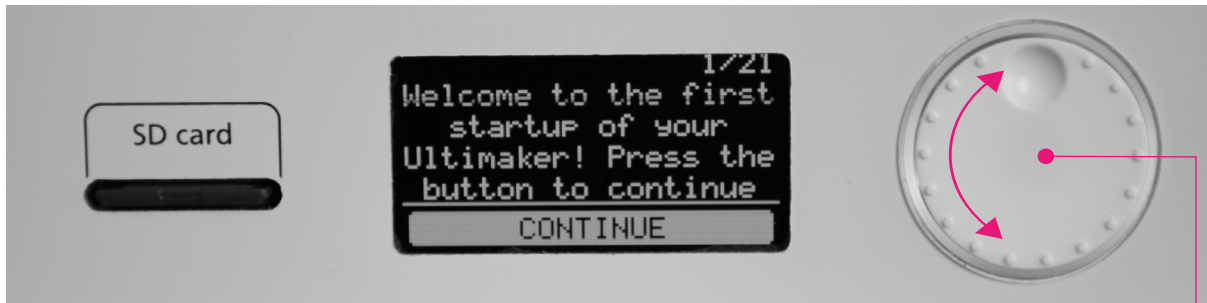 SD card
1/21
Welcome to the first
startup of your
Ultimaker! Press the
button to continue
CONTINUE